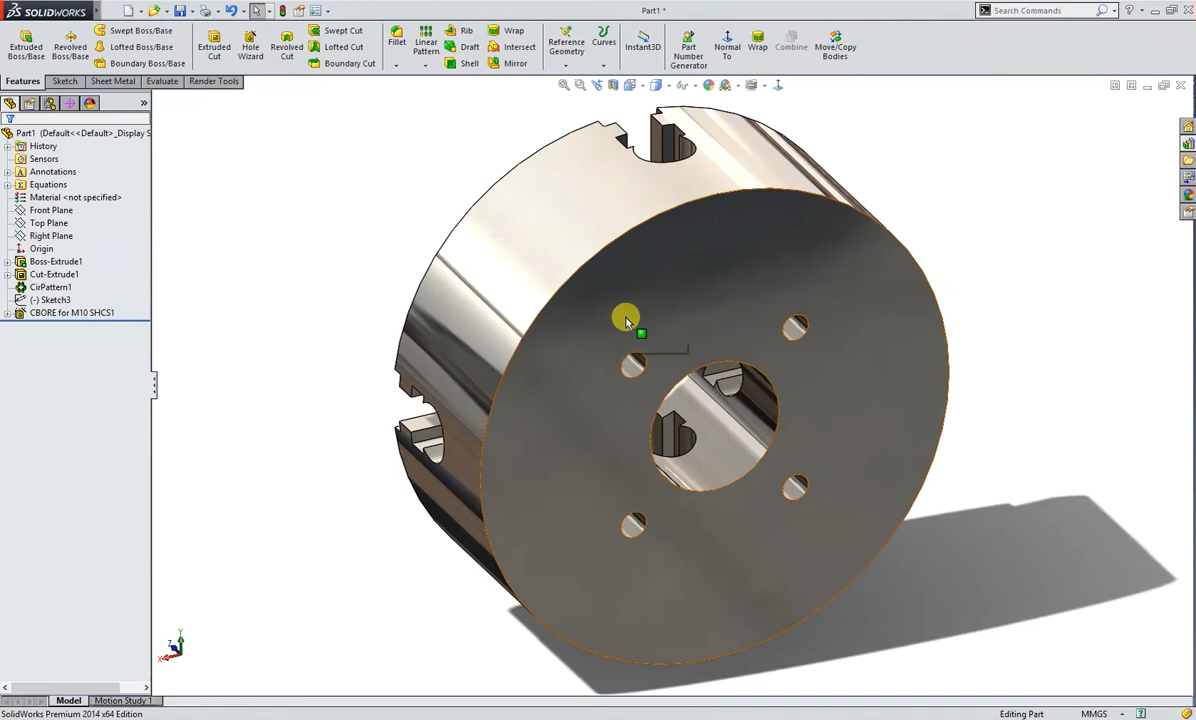 SOLIDWORKS
Part1 *
Search Commands
Extruded Boss/Base
Revolved Boss/Base
Swept Boss/Base
Lofted Boss/Base
Boundary Boss/Base
Extruded Cut
Hole Wizard
Revolved Cut
Swept Cut
Lofted Cut
Boundary Cut
Fillet
Linear Pattern
Rib
Draft
Shell
Wrap
Intersect
Mirror
Reference Geometry
Curves
Instant3D
Part Number Generator
Normal To
Wrap
Combine
Move/Copy Bodies
Features
Sketch
Sheet Metal
Evaluate
Render Tools
Part1 (Default<<Default>_Display S
History
Sensors
Annotations
Equations
Material <not specified>
Front Plane
Top Plane
Right Plane
Origin
Boss-Extrude1
Cut-Extrude1
CirPattern1
(-) Sketch3
CBORE for M10 SHCS1
Y
Z
X
Model
Motion Study 1
SolidWorks Premium 2014 x64 Edition
Editing Part
MMGS